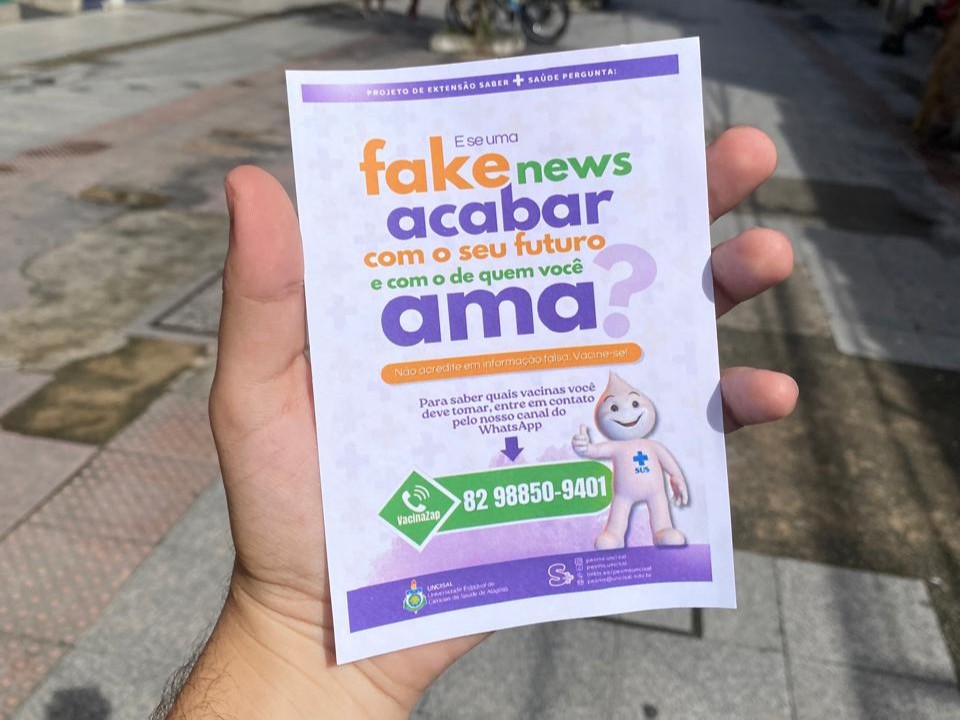 PROJETO DE EXTENSÃO SABER + SAÚDE PERGUNTA:
E se uma
fake news
acabar
com o seu futuro
e com o de quem você
ama?
Não acredite em informação falsa. Vacine-se!
Para saber quais vacinas você
deve tomar, entre em contato
pelo nosso canal do
WhatsApp
SUS
82 98850-9401
VacinaZap
UNCISAL
Universidade Estadual de
Ciências da Saúde de Alagoas